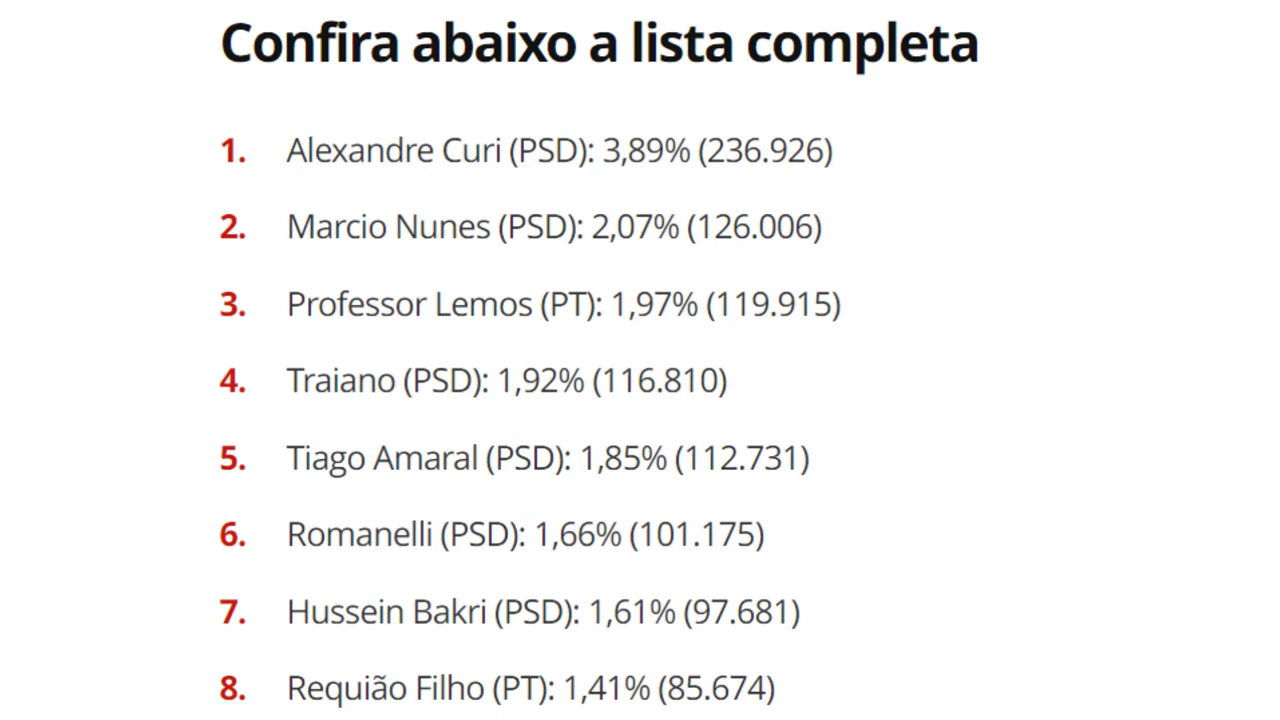 Confira abaixo a lista completa
1. Alexandre Curi (PSD): 3,89% (236.926)
2. Marcio Nunes (PSD): 2,07% (126.006)
3. Professor Lemos (PT): 1,97% (119.915)
4. Traiano (PSD): 1,92% (116.810)
5. Tiago Amaral (PSD): 1,85% (112.731)
6. Romanelli (PSD): 1,66% (101.175)
7. Hussein Bakri (PSD): 1,61% (97.681)
8. Requião Filho (PT): 1,41% (85.674)